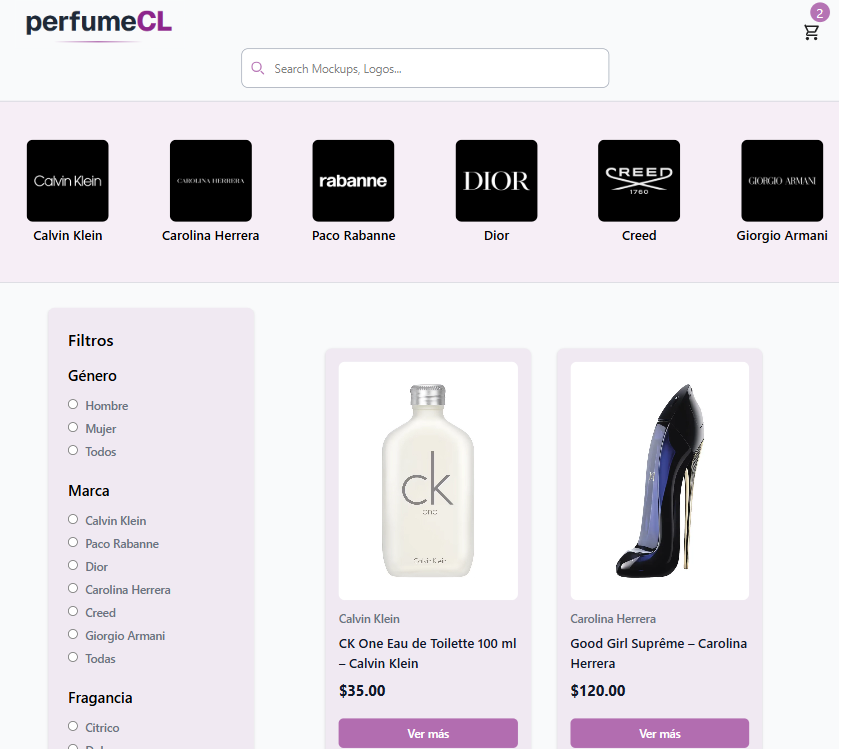 perfumeCL
2
Search Mockups, Logos...
Calvin Klein
CAROLINA HERRERA
rabanne
DIOR
CREED
1760
GIORGIO ARMANI
Calvin Klein
Carolina Herrera
Paco Rabanne
Dior
Creed
Giorgio Armani
Filtros
Género
Hombre
Mujer
Todos
Marca
Calvin Klein
Paco Rabanne
Dior
Carolina Herrera
Creed
Giorgio Armani
Todas
Fragancia
Citrico
ck
one
Calvin Klein
Calvin Klein
CK One Eau de Toilette 100 ml
– Calvin Klein
$35.00
Ver más
Carolina Herrera
Good Girl Suprême – Carolina
Herrera
$120.00
Ver más